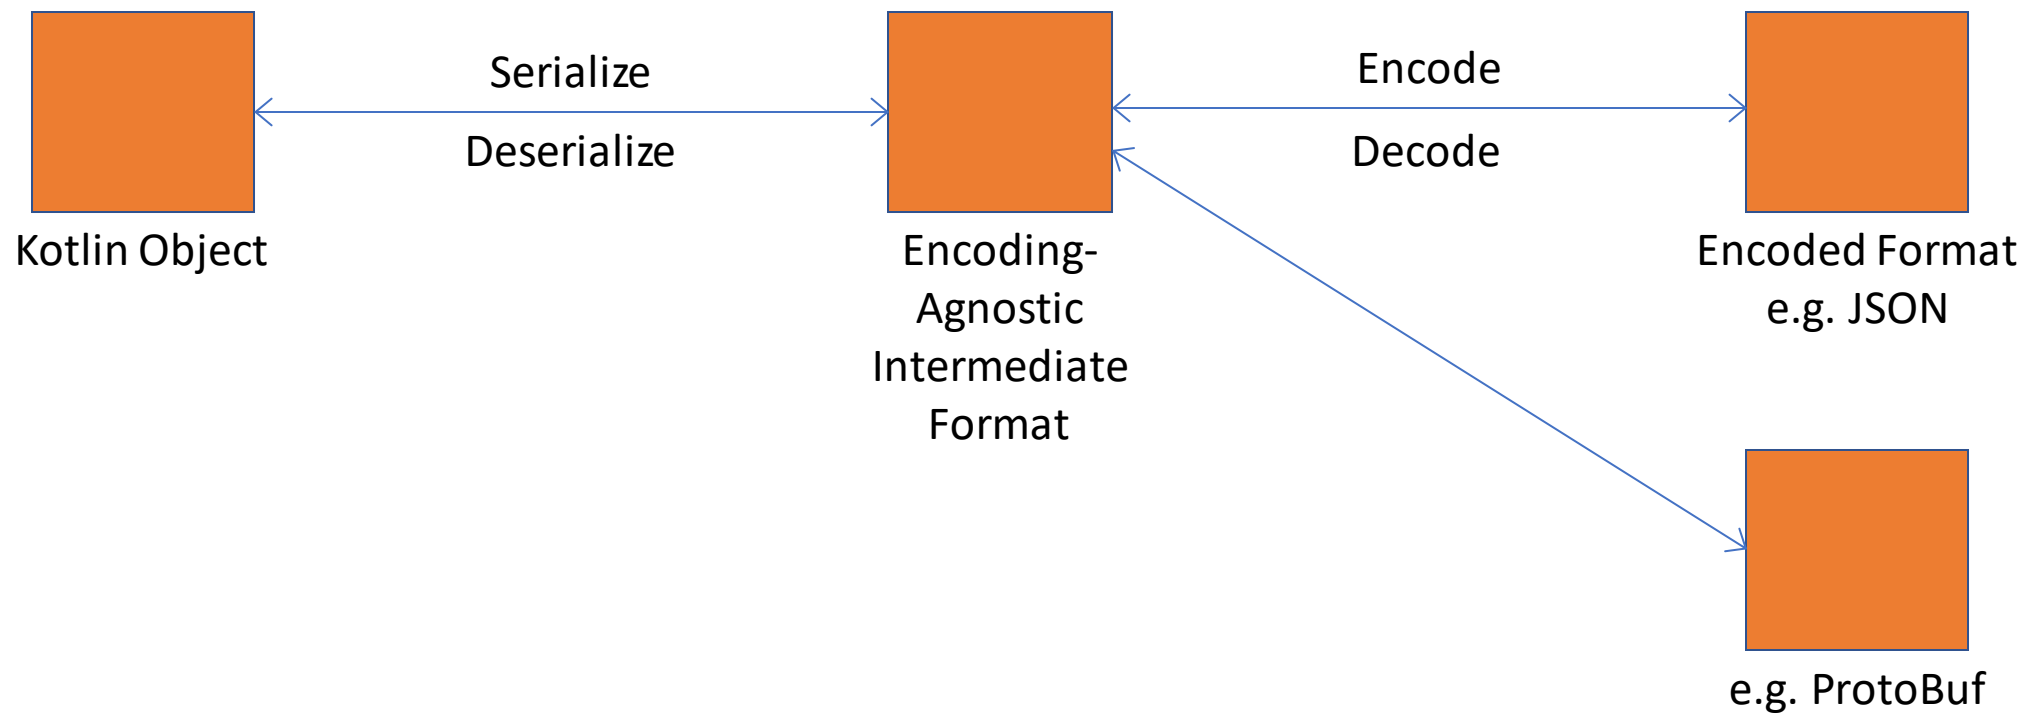 Serialize
Deserialize
Encode
Decode
Kotlin Object
Encoding-
Agnostic
Intermediate
Format
Encoded Format
e.g. JSON
e.g. ProtoBuf